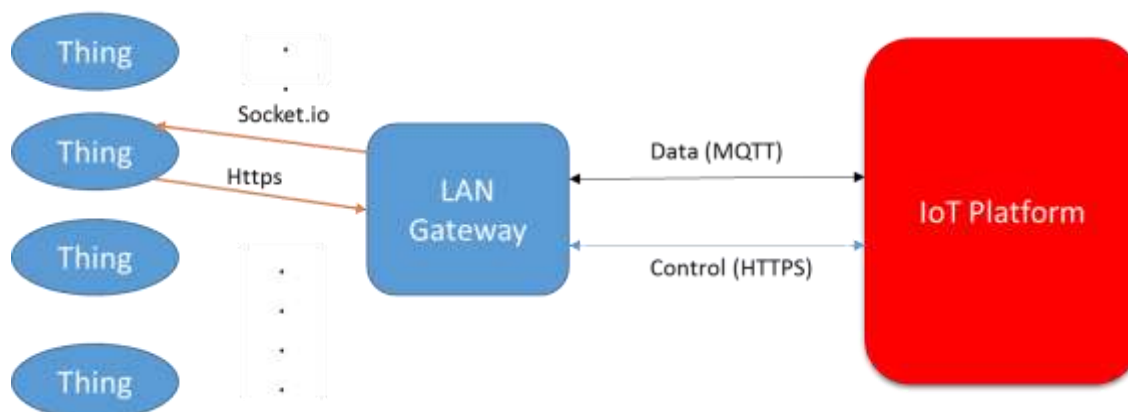 Thing
Socket.io
Thing
Https
Thing
Thing
LAN
Gateway
Data (MQTT)
Control (HTTPS)
IoT Platform